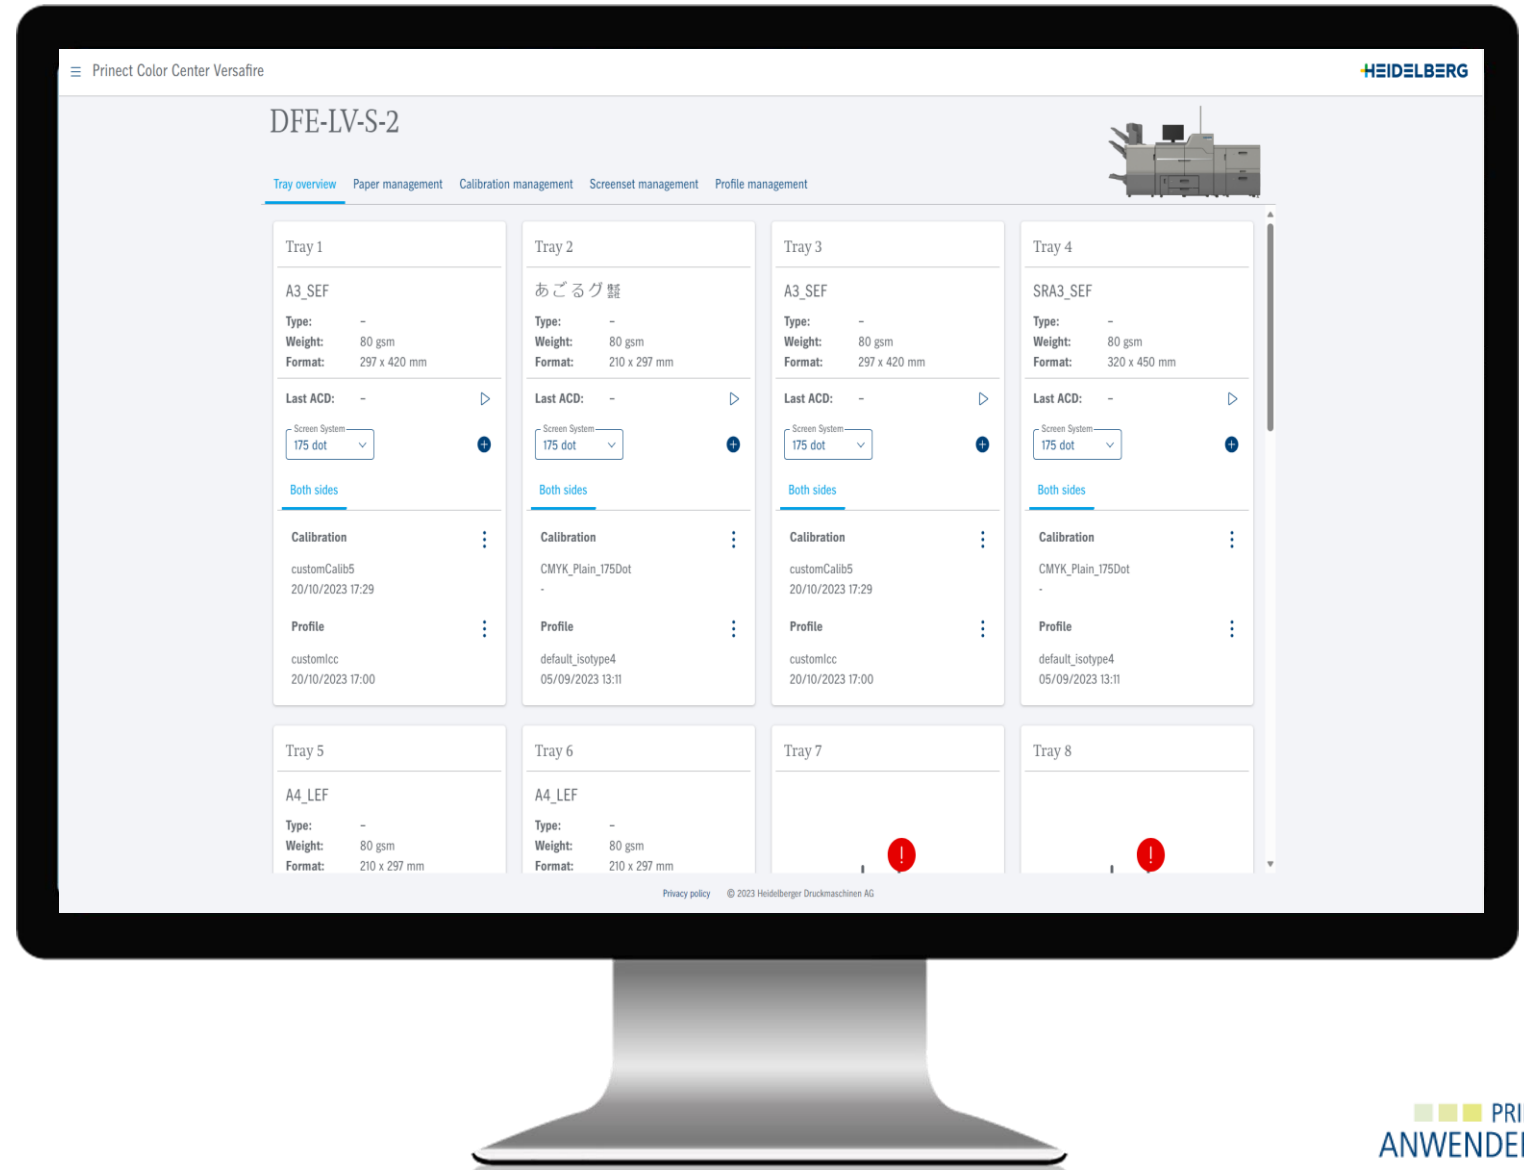 Prinect Color Center Versafire
HEIDELBERG
DFE-LV-S-2
Tray overview Paper management Calibration management Screenset management Profile management
Tray 1
A3_SEF
Type: –
Weight: 80 gsm
Format: 297 x 420 mm
Last ACD: –
Screen System
175 dot
Both sides
Calibration
customCalib5
20/10/2023 17:29
Profile
customIcc
20/10/2023 17:00
Tray 2
あごるグ
Type: –
Weight: 80 gsm
Format: 210 x 297 mm
Last ACD: –
Screen System
175 dot
Both sides
Calibration
CMYK_Plain_175Dot
-
Profile
default_isotype4
05/09/2023 13:11
Tray 3
A3_SEF
Type: –
Weight: 80 gsm
Format: 297 x 420 mm
Last ACD: –
Screen System
175 dot
Both sides
Calibration
customCalib5
20/10/2023 17:29
Profile
customIcc
20/10/2023 17:00
Tray 4
SRA3_SEF
Type: –
Weight: 80 gsm
Format: 320 x 450 mm
Last ACD: –
Screen System
175 dot
Both sides
Calibration
CMYK_Plain_175Dot
-
Profile
default_isotype4
05/09/2023 13:11
Tray 5
A4_LEF
Type: –
Weight: 80 gsm
Format: 210 x 297 mm
Tray 6
A4_LEF
Type: –
Weight: 80 gsm
Format: 210 x 297 mm
Tray 7
Tray 8
Privacy policy © 2023 Heidelberger Druckmaschinen AG
PRI
ANWENDE